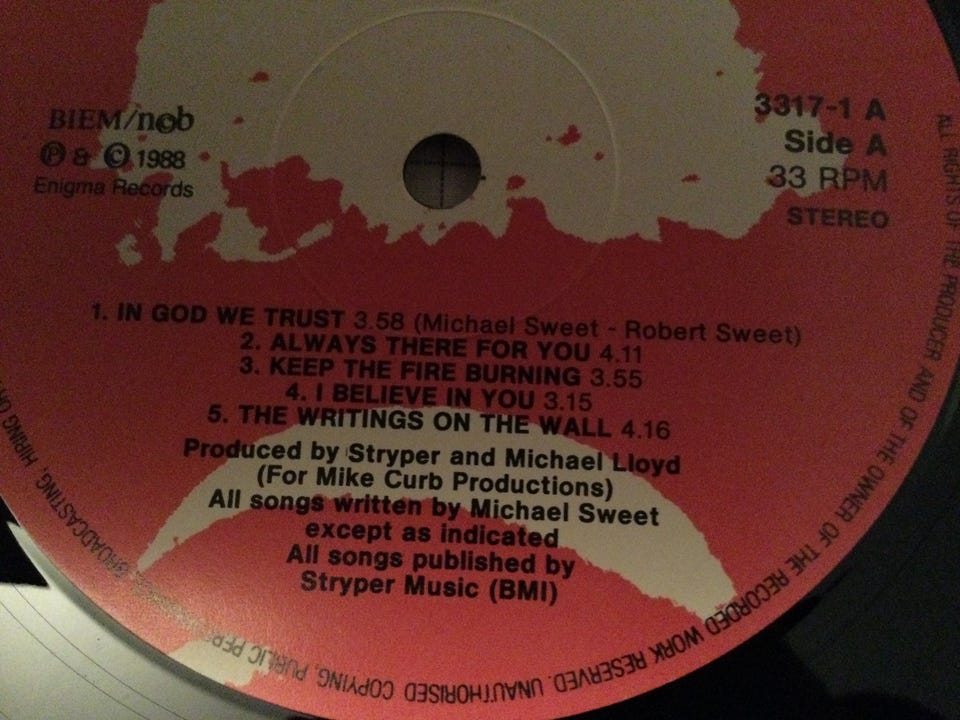 BIEM/ncb
℗ & © 1988
Enigma Records
3317-1 A
Side A
33 RPM
STEREO
1. IN GOD WE TRUST 3.58 (Michael Sweet - Robert Sweet)
2. ALWAYS THERE FOR YOU 4.11
3. KEEP THE FIRE BURNING 3.55
4. I BELIEVE IN YOU 3.15
5. THE WRITINGS ON THE WALL 4.16
Produced by Stryper and Michael Lloyd
(For Mike Curb Productions)
All songs written by Michael Sweet
except as indicated
All songs published by
Stryper Music (BMI)
ALL RIGHTS OF THE PRODUCER AND OF THE OWNER OF THE RECORDED WORK RESERVED. UNAUTHORISED COPYING, PUBLIC BROADCASTING, HIRING